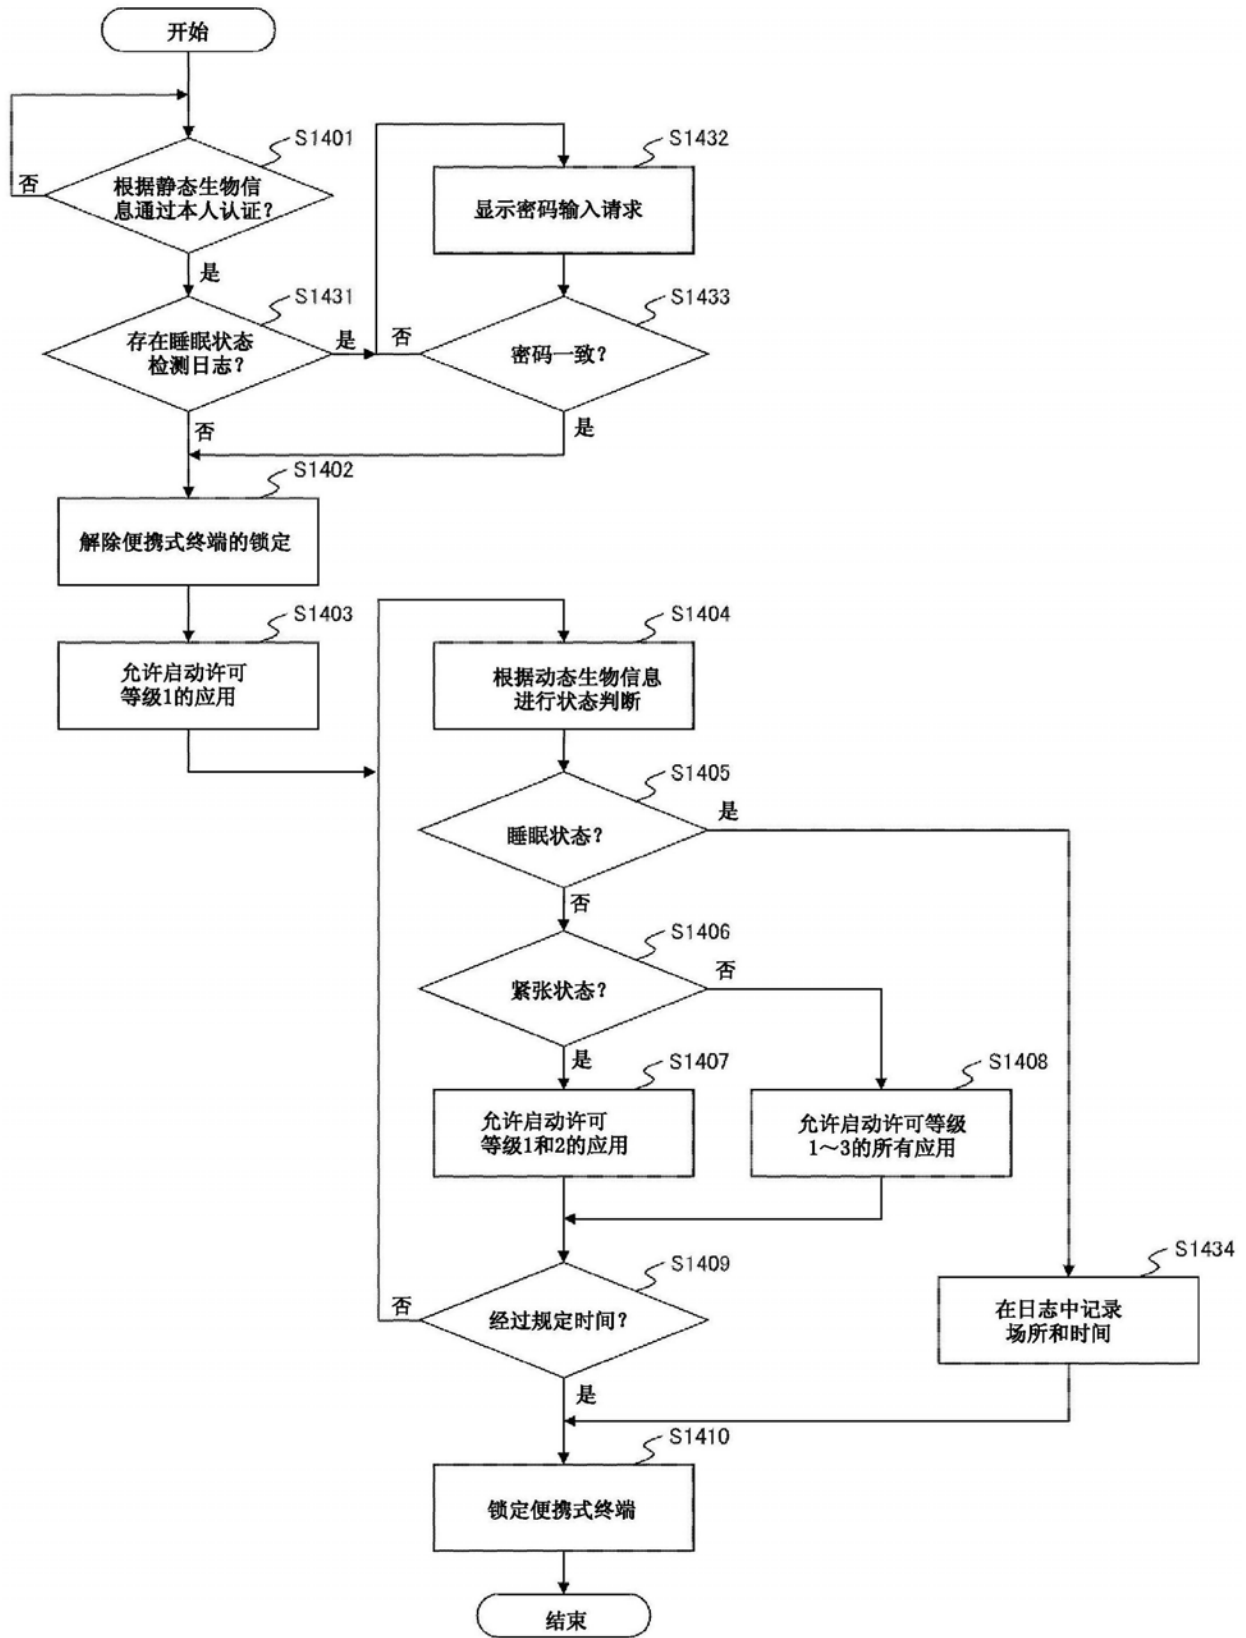 开始
S1401
否
根据静态生物信
息通过本人认证？
是
S1432
显示密码输入请求
S1431
存在睡眠状态
检测日志？
是
否
S1433
否
密码一致？
是
S1402
解除便携式终端的锁定
S1403
允许启动许可
等级1的应用
S1404
根据动态生物信息
进行状态判断
S1405
睡眠状态？
是
否
S1406
紧张状态？
否
是
S1407
允许启动许可
等级1和2的应用
S1408
允许启动许可等级
1～3的所有应用
S1409
否
经过规定时间？
是
S1434
在日志中记录
场所和时间
S1410
锁定便携式终端
结束